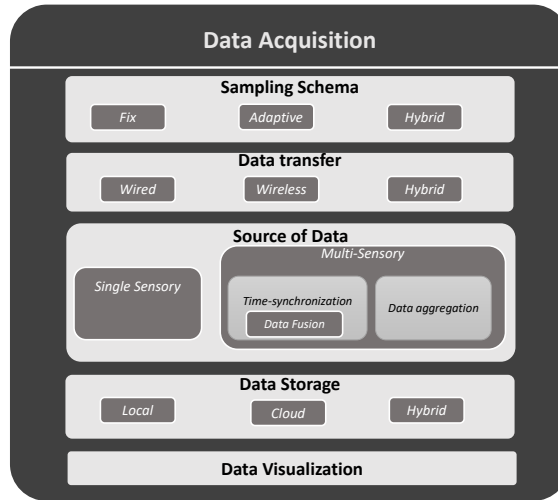 Data Acquisition
Sampling Schema
Fix Adaptive Hybrid
Data transfer
Wired Wireless Hybrid
Source of Data
Multi-Sensory
Single Sensory
Time-synchronization
Data aggregation
Data Fusion
Data Storage
Local Cloud Hybrid
Data Visualization